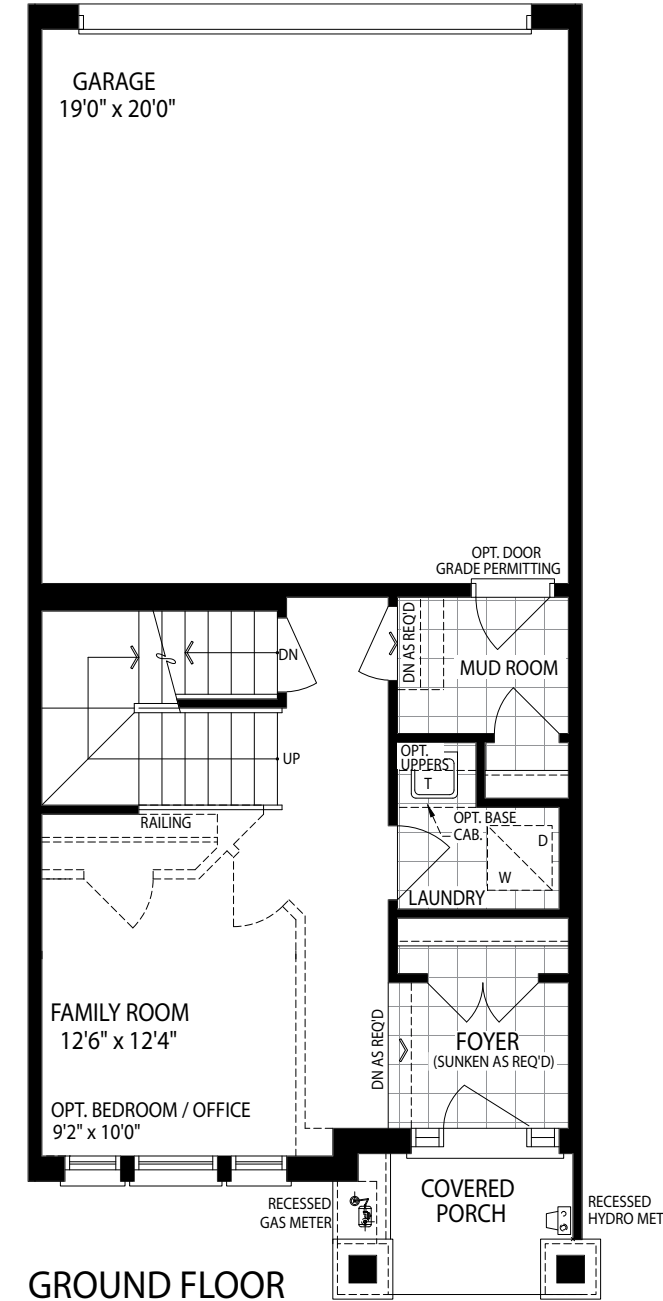 GARAGE
19'0" x 20'0"
OPT. DOOR
GRADE PERMITTING
DN AS REQ'D
MUD ROOM
DN
UP
OPT.
UPPERS
T
OPT. BASE
CAB.
D
W
LAUNDRY
RAILING
FAMILY ROOM
12'6" x 12'4"
DN AS REQ'D
FOYER
(SUNKEN AS REQ'D)
OPT. BEDROOM / OFFICE
9'2" x 10'0"
COVERED
PORCH
RECESSED
GAS METER
RECESSED
HYDRO MET
GROUND FLOOR